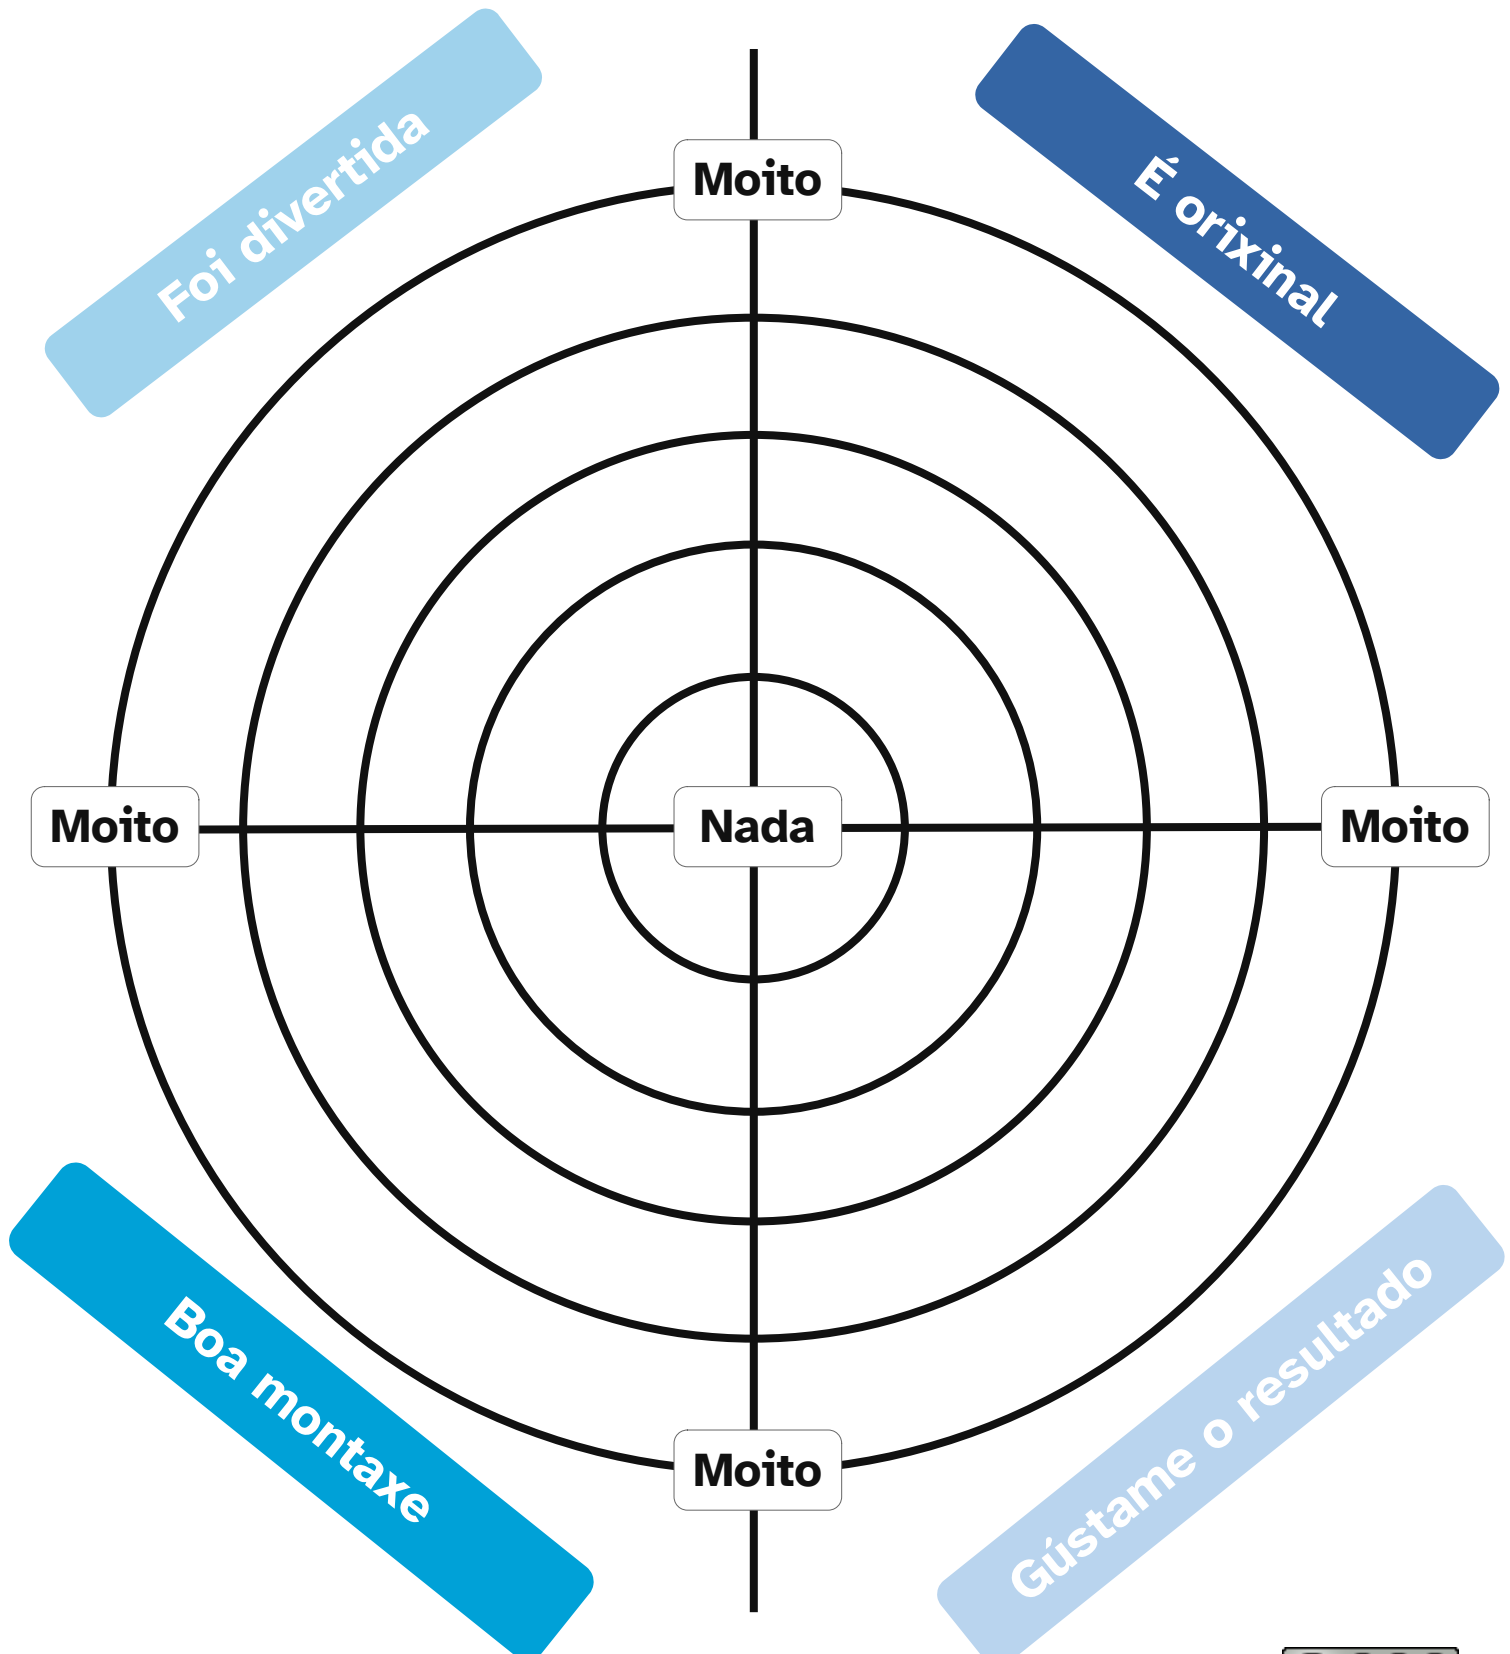 Foi divertida
É orixinal
Moito
Moito
Nada
Moito
Boa montaxe
Gústame o resultado
Moito